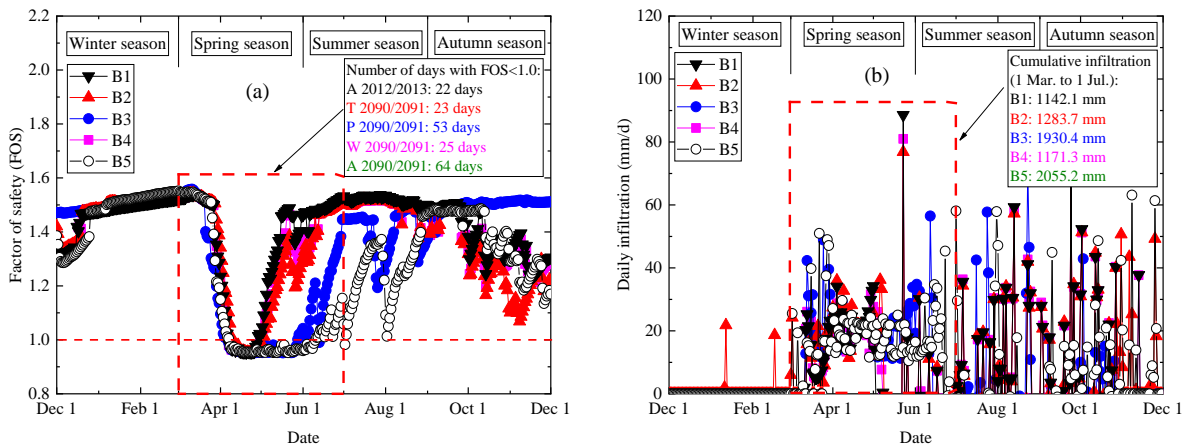 2.2
2.0
1.8
1.6
1.4
1.2
1.0
0.8
Factor of safety (FOS)
Winter season
Spring season
Summer season
Autumn season
B1
B2
B3
B4
B5
(a)
Number of days with FOS<1.0:
A 2012/2013: 22 days
T 2090/2091: 23 days
P 2090/2091: 53 days
W 2090/2091: 25 days
A 2090/2091: 64 days
Dec 1 Feb 1 Apr 1 Jun 1 Aug 1 Oct 1 Dec 1
Date
120
100
80
60
40
20
0
Daily infiltration (mm/d)
Winter season
Spring season
Summer season
Autumn season
B1
B2
B3
B4
B5
(b)
Cumulative infiltration
(1 Mar. to 1 Jul.):
B1: 1142.1 mm
B2: 1283.7 mm
B3: 1930.4 mm
B4: 1171.3 mm
B5: 2055.2 mm
Dec 1 Feb 1 Apr 1 Jun 1 Aug 1 Oct 1 Dec 1
Date